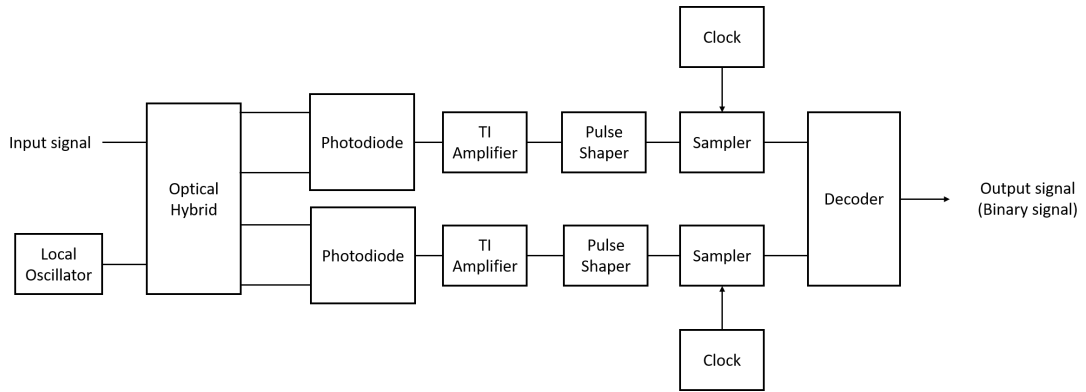 Clock
Input signal
Optical
Hybrid
Local
Oscillator
Photodiode
TI
Amplifier
Pulse
Shaper
Sampler
Photodiode
TI
Amplifier
Pulse
Shaper
Sampler
Clock
Decoder
Output signal
(Binary signal)